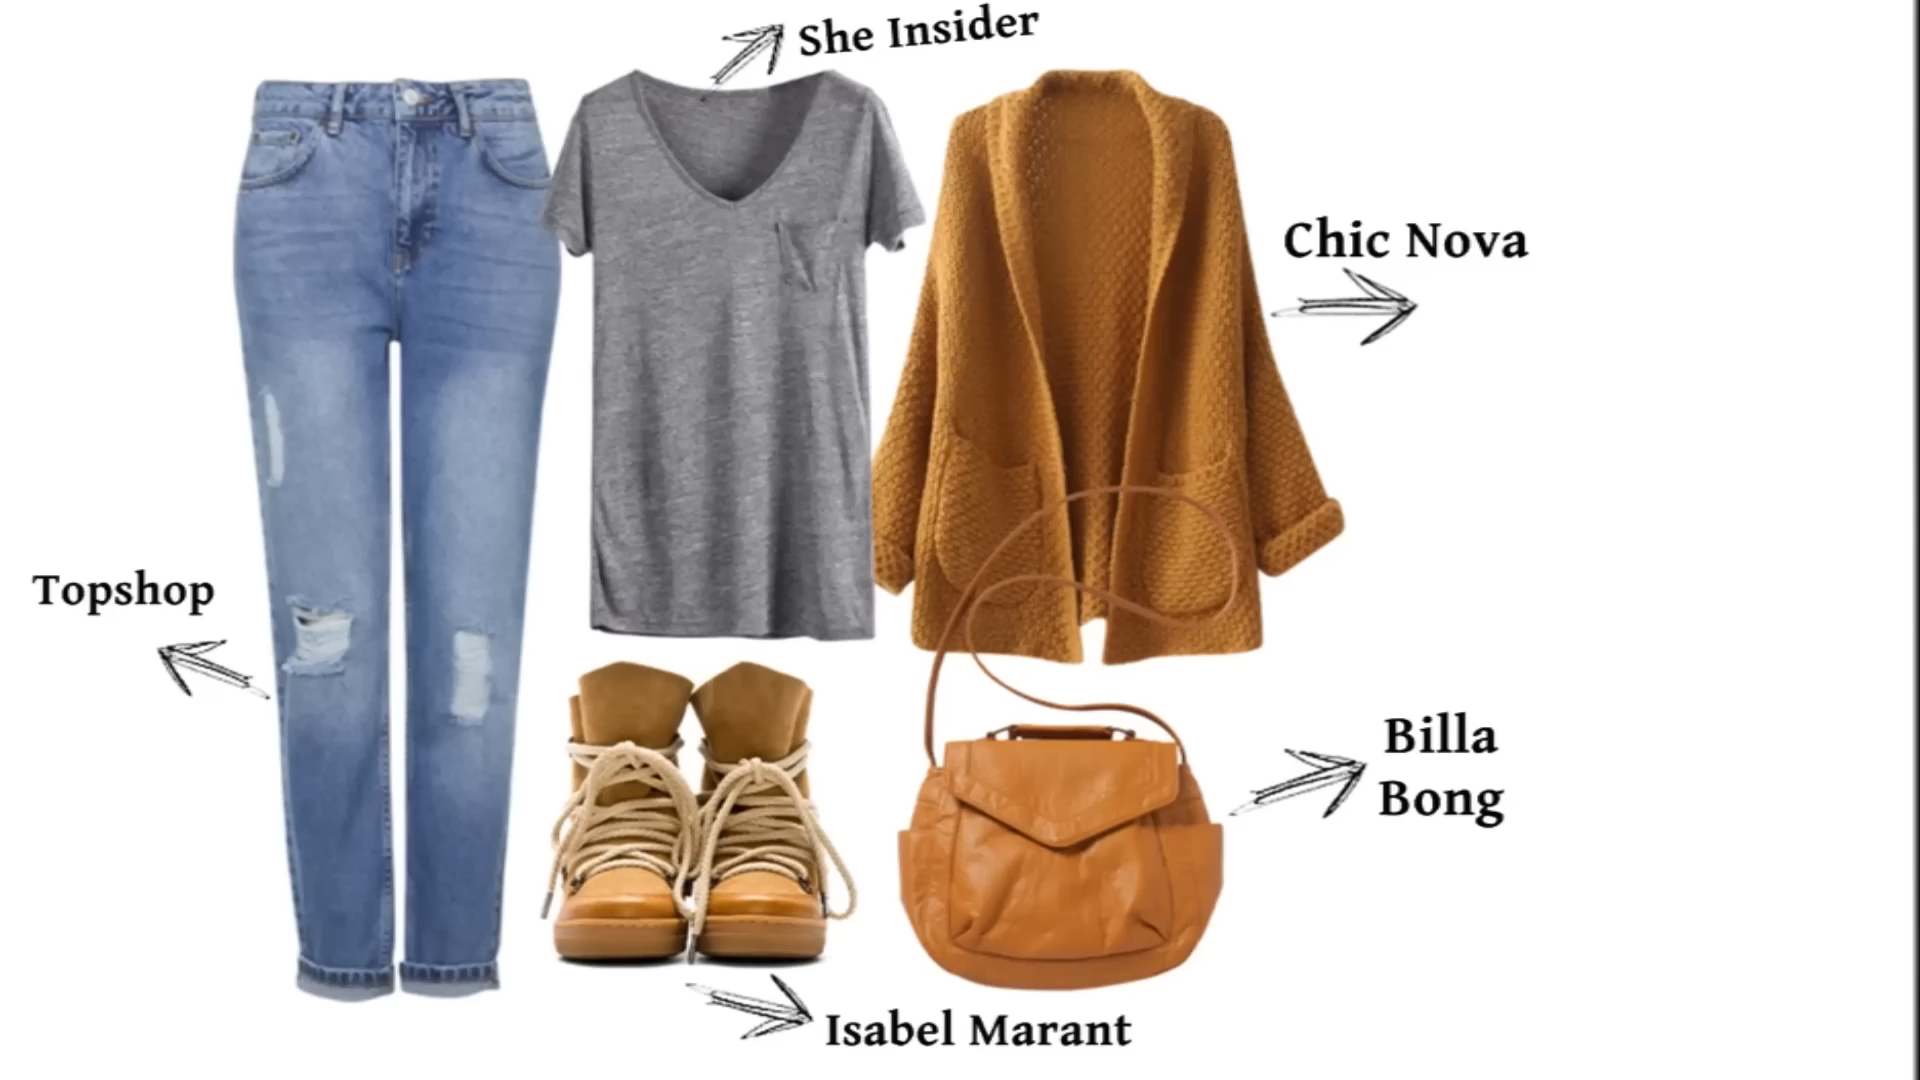 She Insider
Chic Nova
Topshop
Billa
Bong
Isabel Marant